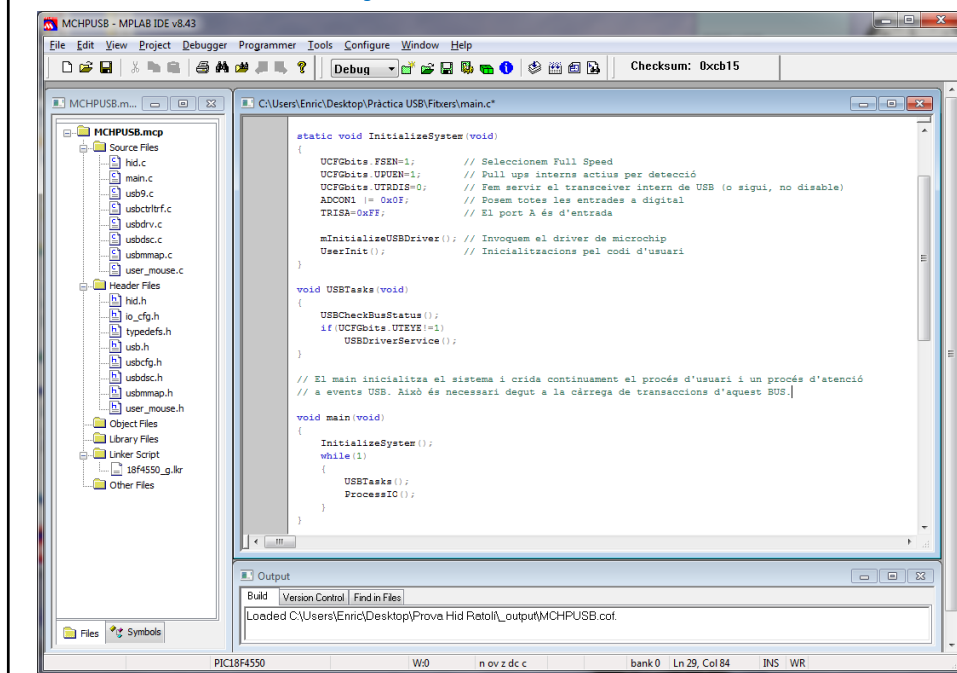 MCHPUSB - MPLAB IDE v8.43
File Edit View Project Debugger Programmer Tools Configure Window Help
Debug Checksum: 0xcb15
MCHPUSB.m...
MCHPUSB.mcp
Source Files
hid.c
main.c
usb9.c
usbctrltrf.c
usbdrv.c
usbdsc.c
usbmmap.c
user_mouse.c
Header Files
hid.h
io_cfg.h
typedefs.h
usb.h
usbcfg.h
usbdsc.h
usbmmap.h
user_mouse.h
Object Files
Library Files
Linker Script
18f4550_g.lkr
Other Files
Files Symbols
C:\Users\Enric\Desktop\Pràctica USB\Fitxers\main.c*
static void InitializeSystem(void)
{
UCFGbits.FSEN=1; // Seleccionem Full Speed
UCFGbits.UPUEN=1; // Pull ups interns actius per detecció
UCFGbits.UTRDIS=0; // Fem servir el transceiver intern de USB (o sigui, no disable)
ADCON1 |= 0x0F; // Posem totes les entrades a digital
TRISA=0xFF; // El port A és d'entrada
mInitializeUSBDriver(); // Invoquem el driver de microchip
UserInit(); // Inicialitzacions pel codi d'usuari
}
void USBTasks(void)
{
USBCheckBusStatus();
if(UCFGbits.UTEYE!=1)
USBDriverService();
}
// El main inicialitza el sistema i crida continuament el procés d'usuari i un procés d'atenció
// a events USB. Això és necessari degut a la càrrega de transaccions d'aquest BUS.
void main(void)
{
InitializeSystem();
while(1)
{
USBTasks();
ProcessIO();
}
}
Output
Build Version Control Find in Files
Loaded C:\Users\Enric\Desktop\Prova Hid Ratolí\_output\MCHPUSB.cof.
PIC18F4550 W:0 n ov z dc c bank 0 Ln 29, Col 84 INS WR